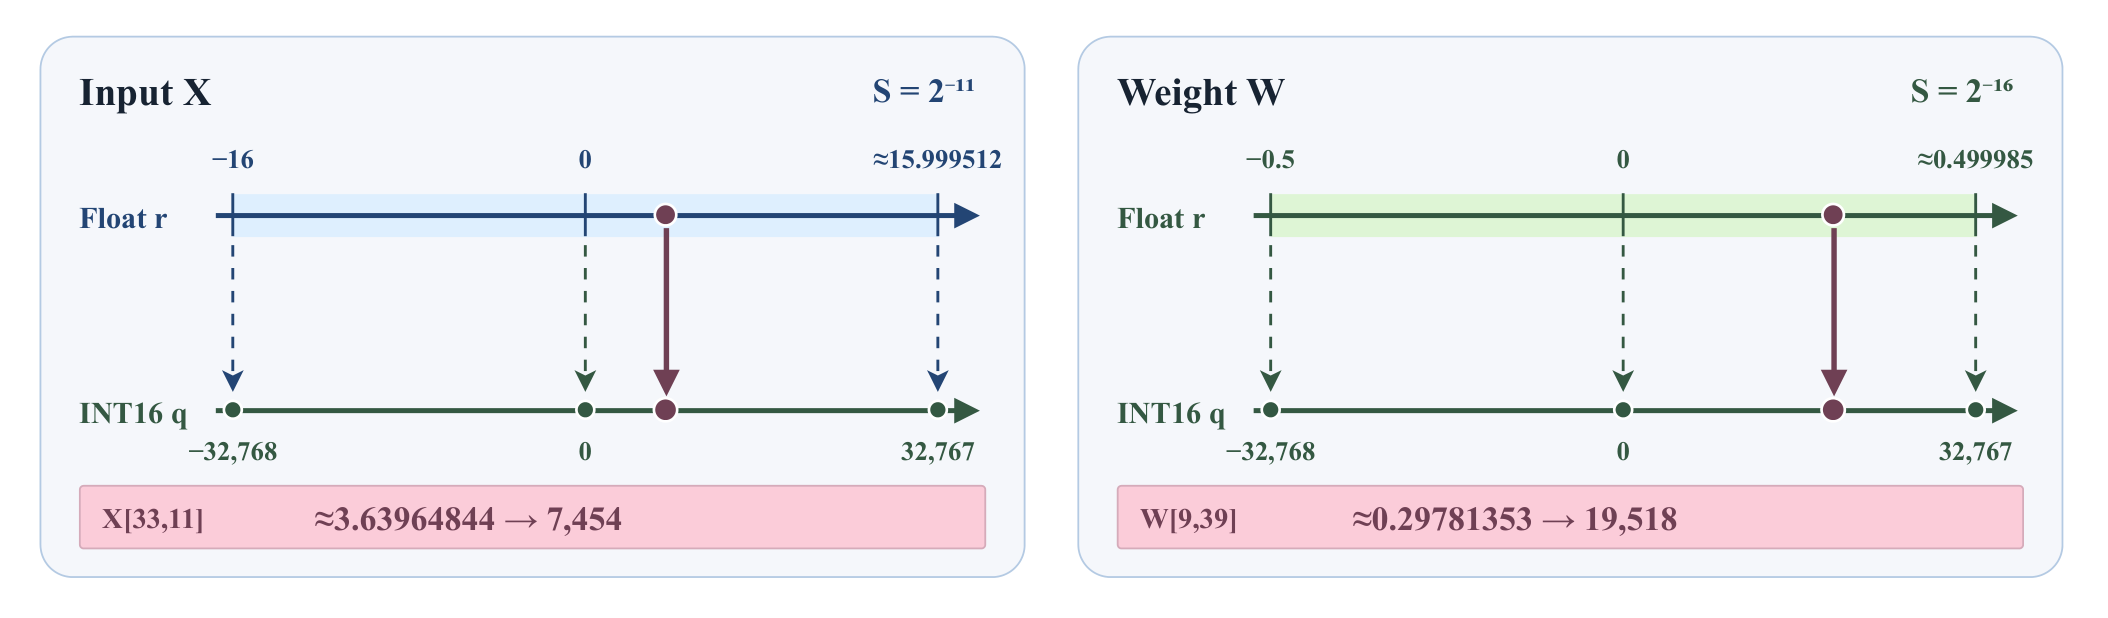 Input X
S = 2⁻¹¹
−16
0
≈15.999512
Float r
INT16 q
−32,768
0
32,767
X[33,11]
≈3.63964844 → 7,454
Weight W
S = 2⁻¹⁶
−0.5
0
≈0.499985
Float r
INT16 q
−32,768
0
32,767
W[9,39]
≈0.29781353 → 19,518